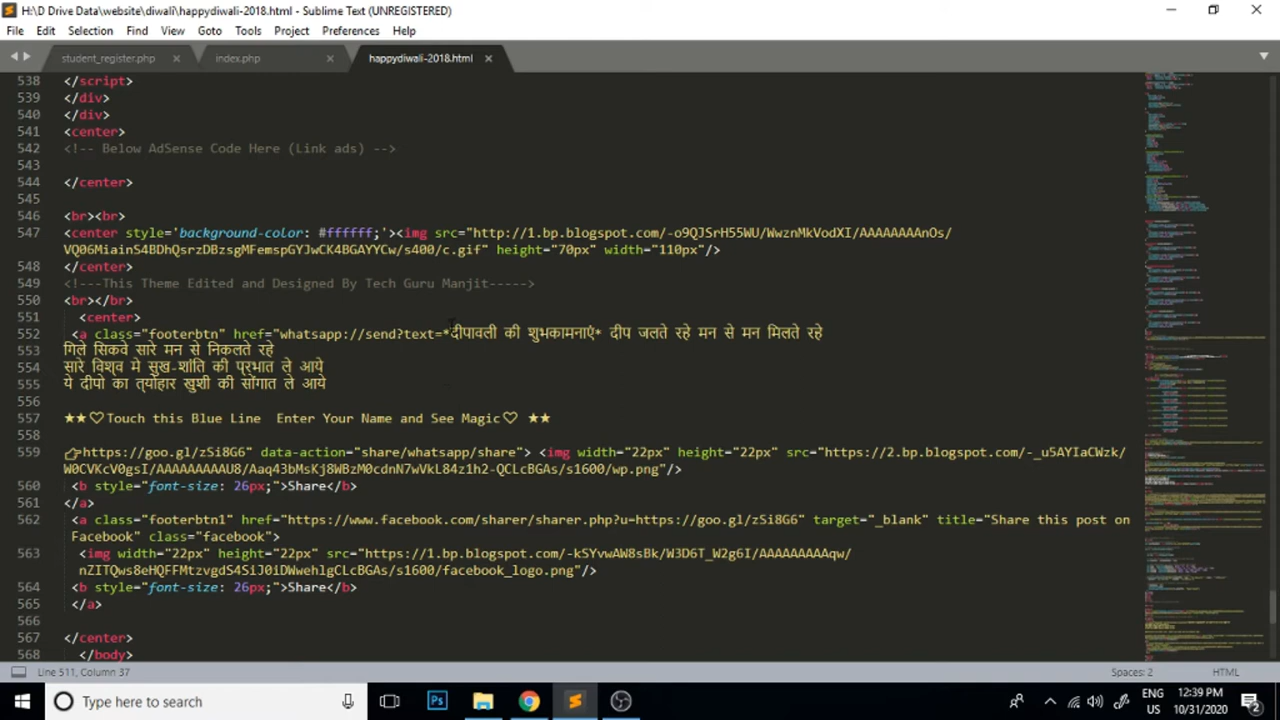 H:\D Drive Data\website\diwali\happydiwali-2018.html - Sublime Text (UNREGISTERED)
File Edit Selection Find View Goto Tools Project Preferences Help
student_register.php index.php happydiwali-2018.html
538 </script>
539 </div>
540 </div>
541 <center>
542 <!-- Below AdSense Code Here (Link ads) -->
543
544 </center>
545
546 <br><br>
547 <center style='background-color: #ffffff;'><img src="http://1.bp.blogspot.com/-o9QJSrH55WU/WwznMkVodXI/AAAAAAAAnOs/
VQ06MiainS4BDhQsrzDBzsgMFemspGYJwCK4BGAYYCw/s400/c.gif" height="70px" width="110px"/>
548 </center>
549 <!---This Theme Edited and Designed By Tech Guru Manjit----->
550 <br></br>
551 <center>
552 <a class="footerbtn" href="whatsapp://send?text=*दीपावली की शुभकामनाएं* दीप जलते रहे मन से मन मिलते रहे
553 गिले सिकवे सारे मन से निकलते रहे
554 सारे विश्व मे सुख-शांति की प्रभात ले आये
555 ये दीपो का त्योहार खुशी की सौगात ले आये
556
557 ★★♡Touch this Blue Line Enter Your Name and See Magic♡ ★★
558
559 👉https://goo.gl/zSi8G6" data-action="share/whatsapp/share"> <img width="22px" height="22px" src="https://2.bp.blogspot.com/-_u5AYIaCWzk/
W0CVKcV0gsI/AAAAAAAAAU8/Aaq43bMsKj8WBzM0cdnN7wVkL84z1h2-QCLcBGAs/s1600/wp.png"/>
560 <b style="font-size: 26px;">Share</b>
561 </a>
562 <a class="footerbtn1" href="https://www.facebook.com/sharer/sharer.php?u=https://goo.gl/zSi8G6" target="_blank" title="Share this post on
Facebook" class="facebook">
563 <img width="22px" height="22px" src="https://1.bp.blogspot.com/-kSYvwAW8sBk/W3D6T_W2g6I/AAAAAAAAAqw/
nZITQws8eHQFFMtzvgdS4SiJ0iDWwehlgCLcBGAs/s1600/facebook_logo.png"/>
564 <b style="font-size: 26px;">Share</b>
565 </a>
566
567 </center>
568 </body>
Line 511, Column 37 Spaces: 2 HTML
Type here to search
Ps
ENG 12:39 PM
US 10/31/2020 2